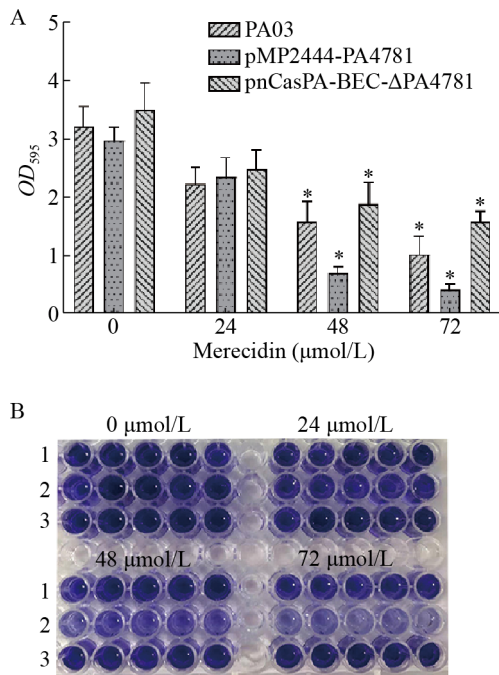 A
PA03
pMP2444-PA4781
pnCasPA-BEC-ΔPA4781
5
4
3
2
1
0
OD595
* * * * * *
0 24 48 72
Merecidin (μmol/L)
B
0 μmol/L 24 μmol/L
1
2
3
48 μmol/L 72 μmol/L
1
2
3